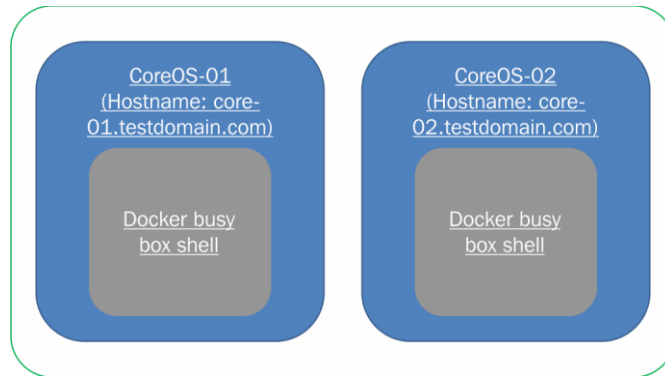 CoreOS-01
(Hostname: core-
01.testdomain.com)
Docker busy
box shell
CoreOS-02
(Hostname: core-
02.testdomain.com)
Docker busy
box shell